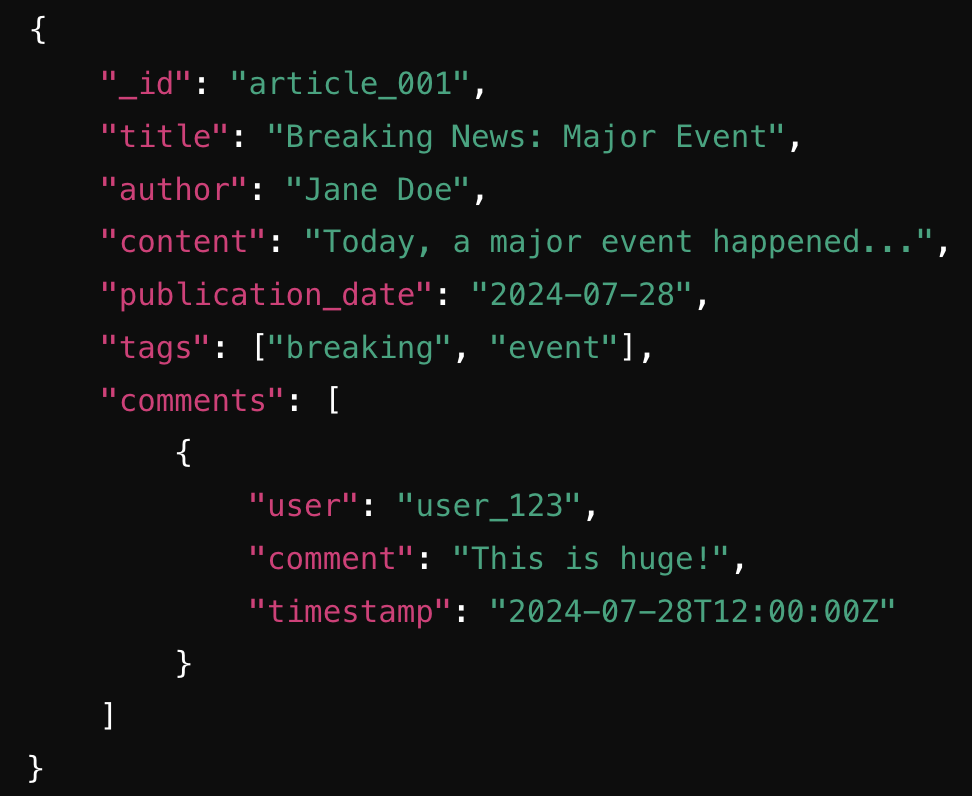 {
    "_id": "article_001",
    "title": "Breaking News: Major Event",
    "author": "Jane Doe",
    "content": "Today, a major event happened...",
    "publication_date": "2024-07-28",
    "tags": ["breaking", "event"],
    "comments": [
        {
            "user": "user_123",
            "comment": "This is huge!",
            "timestamp": "2024-07-28T12:00:00Z"
        }
    ]
}